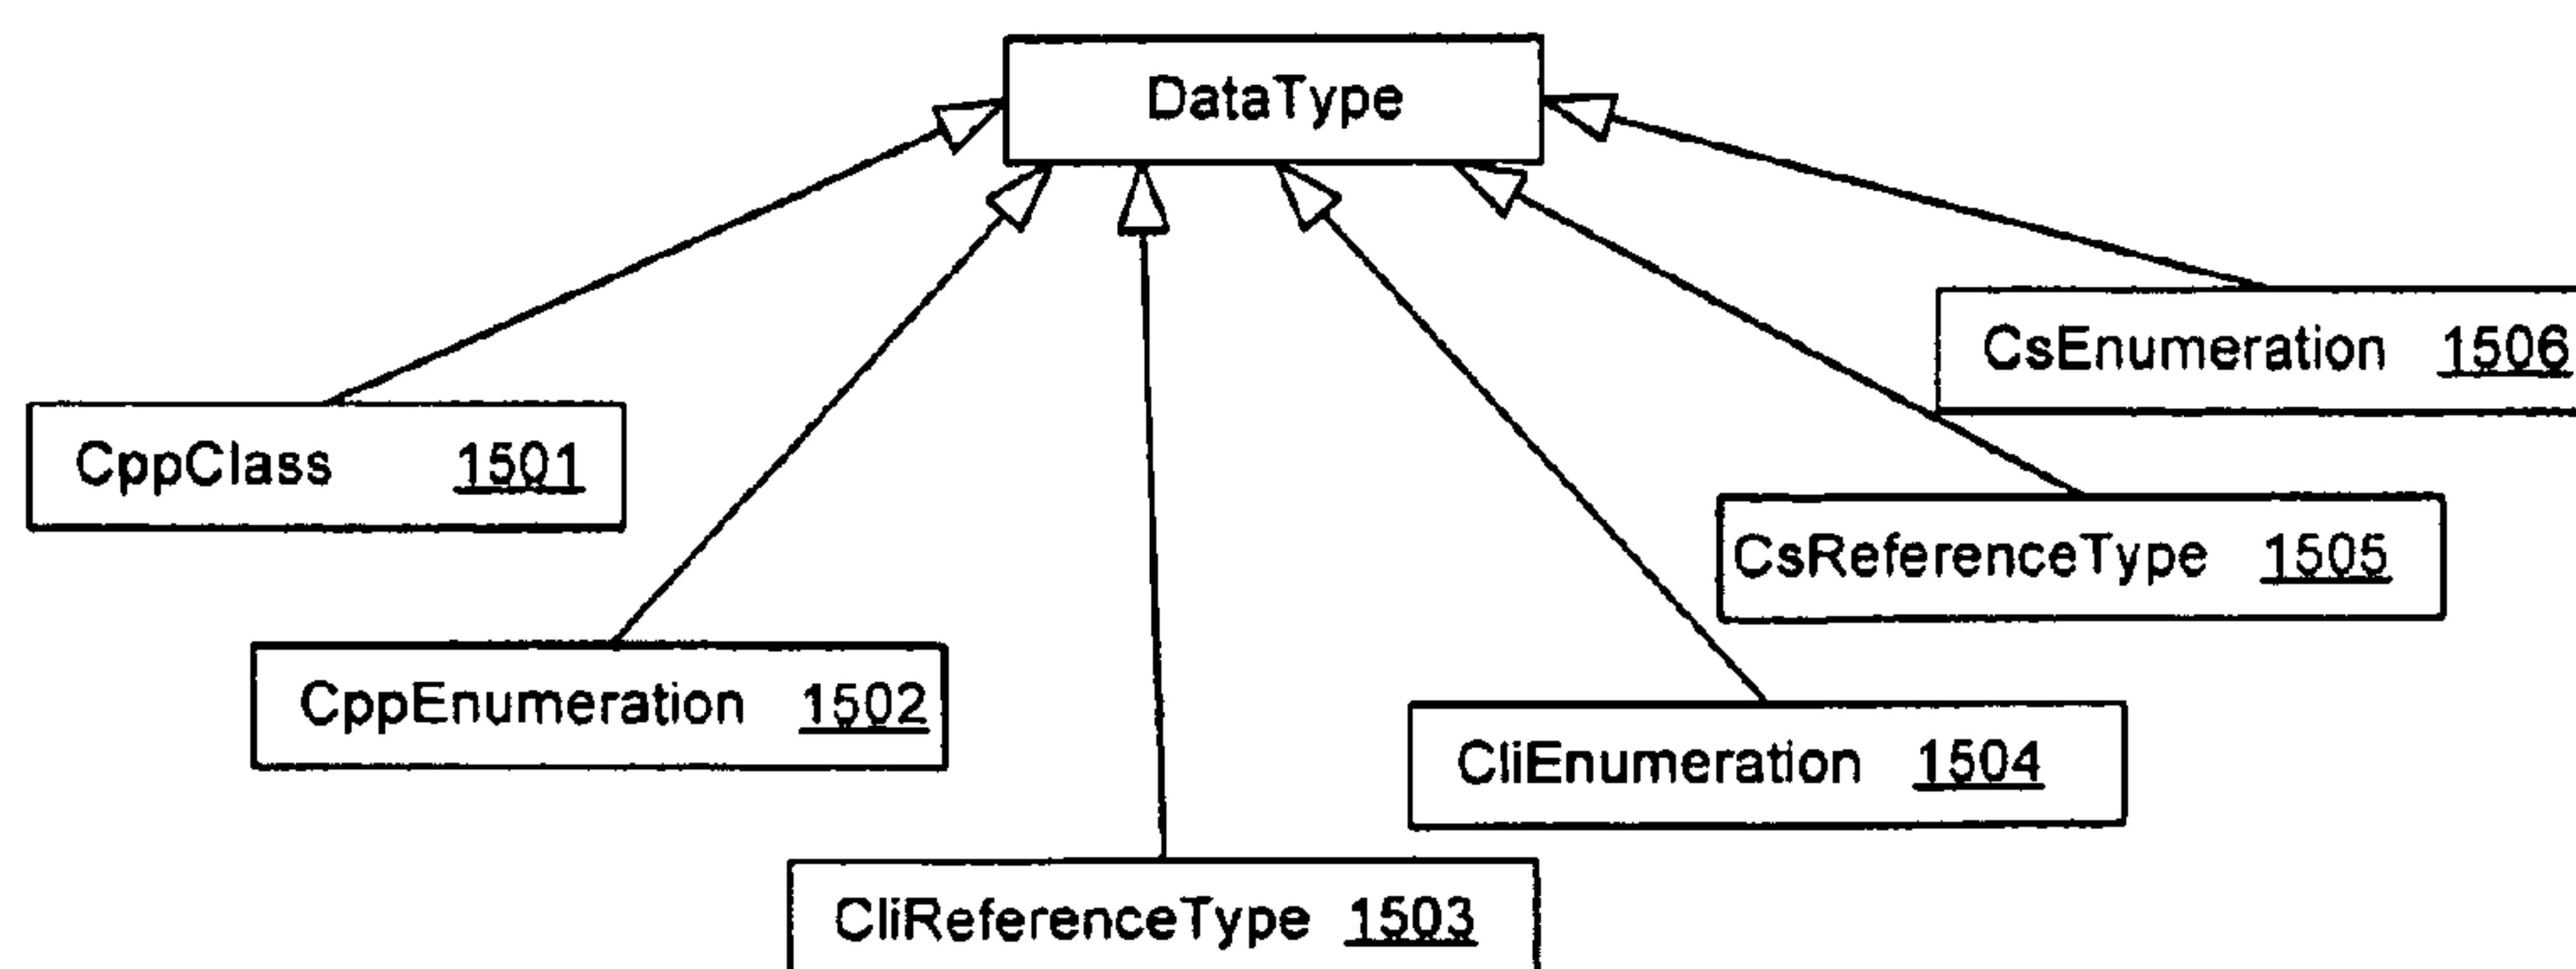 DataType
CsEnumeration 1506
CppClass 1501
CsReferenceType 1505
CppEnumeration 1502
CliEnumeration 1504
CliReferenceType 1503